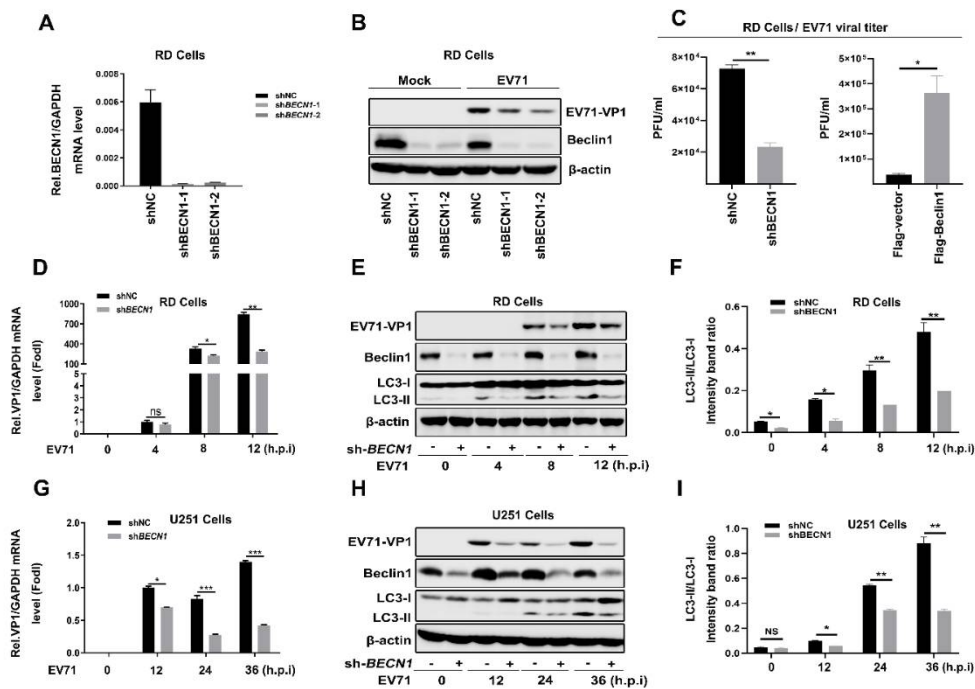 A
RD Cells
Rel.BECN1/GAPDH
mRNA level
0.008
0.006
0.004
0.002
0.000
shNC
shBECN1-1
shBECN1-2
shNC
shBECN1-1
shBECN1-2
B
RD Cells
Mock EV71
EV71-VP1
Beclin1
β-actin
shNC
shBECN1-1
shBECN1-2
shNC
shBECN1-1
shBECN1-2
C
RD Cells / EV71 viral titer
PFU/ml
8×10⁴
6×10⁴
4×10⁴
2×10⁴
**
shNC
shBECN1
PFU/ml
5×10⁵
4×10⁵
3×10⁵
2×10⁵
1×10⁵
*
Flag-vector
Flag-Beclin1
D
RD Cells
shNC
shBECN1
Rel.VP1/GAPDH mRNA
level (Fodl)
1000
700
400
100
5
4
3
2
1
0
ns
*
**
EV71 0 4 8 12 (h.p.i)
E
RD Cells
EV71-VP1
Beclin1
LC3-I
LC3-II
β-actin
sh-BECN1 - + - + - + - +
EV71 0 4 8 12 (h.p.i)
F
RD Cells
shNC
shBECN1
LC3-II/LC3-I
Intensity band ratio
0.6
0.4
0.2
0.0
*
*
**
**
0 4 8 12 (h.p.i)
G
U251 Cells
shNC
shBECN1
Rel.VP1/GAPDH mRNA
level (Fodl)
2.0
1.5
1.0
0.5
0.0
*
***
***
EV71 12 24 36 (h.p.i)
H
U251 Cells
EV71-VP1
Beclin1
LC3-I
LC3-II
β-actin
sh-BECN1 - + - + - + - +
EV71 0 12 24 36 (h.p.i)
I
U251 Cells
shNC
shBECN1
LC3-II/LC3-I
Intensity band ratio
1.0
0.8
0.6
0.4
0.2
0.0
NS
*
**
**
0 12 24 36 (h.p.i)